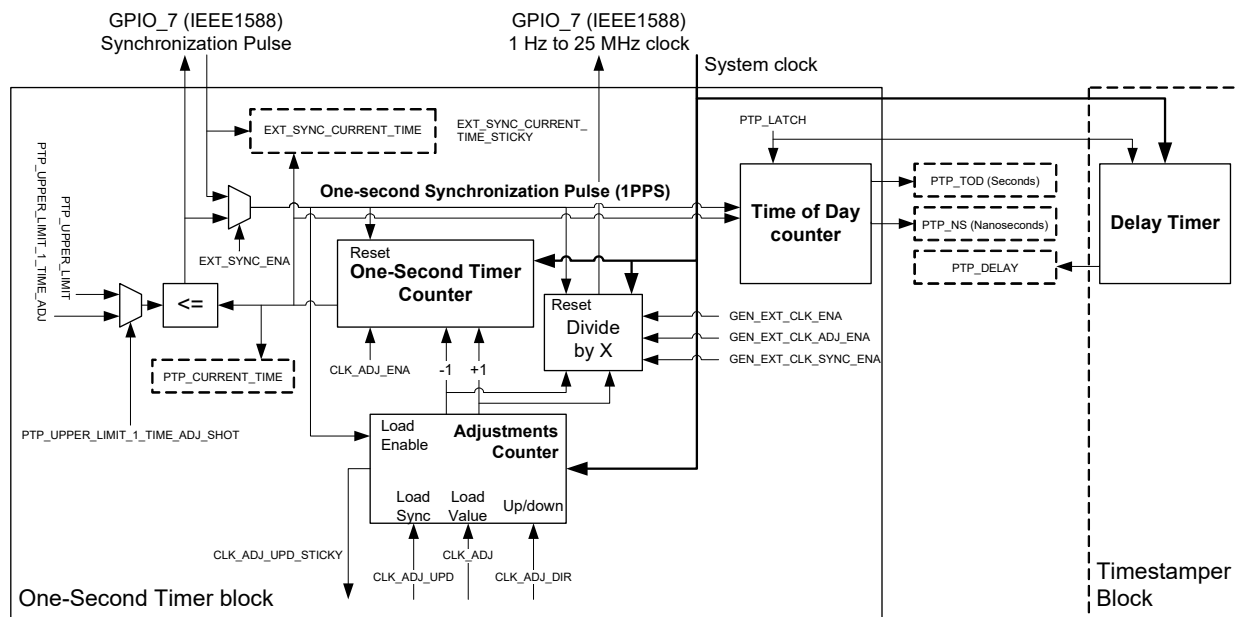 GPIO_7 (IEEE1588)
Synchronization Pulse
GPIO_7 (IEEE1588)
1 Hz to 25 MHz clock
System clock
EXT_SYNC_CURRENT_TIME
EXT_SYNC_CURRENT_
TIME_STICKY
PTP_LATCH
PTP_UPPER_LIMIT
PTP_UPPER_LIMIT_1_TIME_ADJ
One-second Synchronization Pulse (1PPS)
EXT_SYNC_ENA
Time of Day
counter
PTP_TOD (Seconds)
PTP_NS (Nanoseconds)
PTP_DELAY
Delay Timer
Reset
One-Second Timer
Counter
<=
Reset
Divide
by X
GEN_EXT_CLK_ENA
GEN_EXT_CLK_ADJ_ENA
GEN_EXT_CLK_SYNC_ENA
PTP_CURRENT_TIME
CLK_ADJ_ENA
-1
+1
PTP_UPPER_LIMIT_1_TIME_ADJ_SHOT
Load
Enable
Adjustments
Counter
Load
Sync
Load
Value
Up/down
CLK_ADJ_UPD_STICKY
CLK_ADJ_UPD
CLK_ADJ
CLK_ADJ_DIR
One-Second Timer block
Timestamper
Block